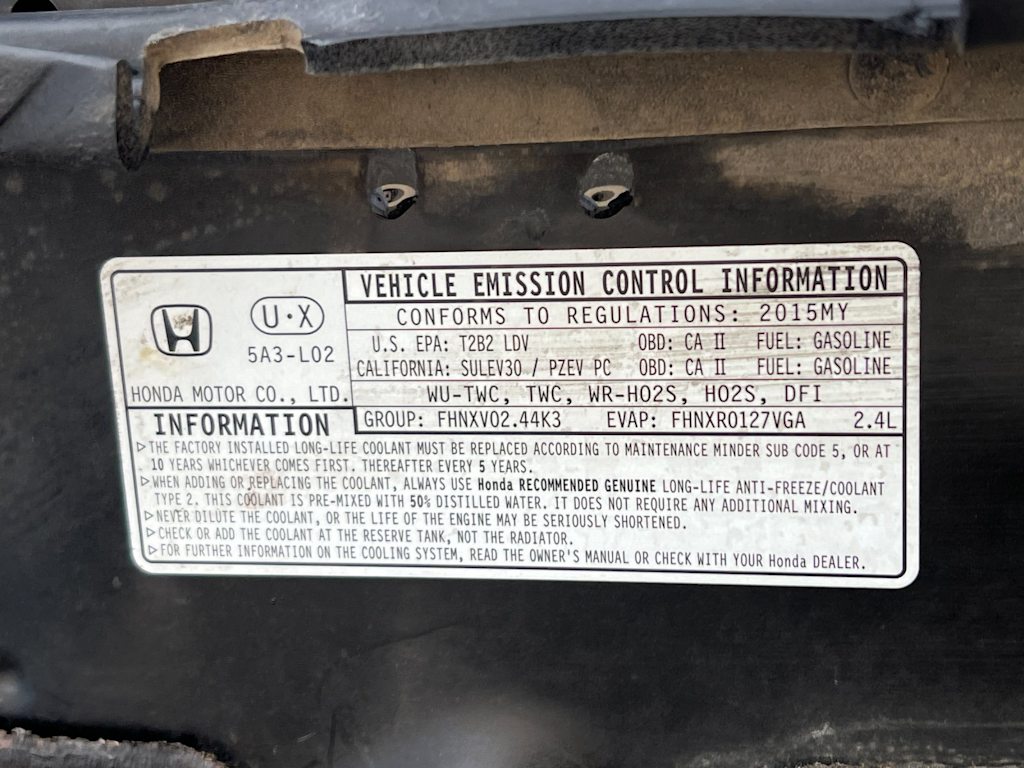 VEHICLE EMISSION CONTROL INFORMATION
U·X
5A3-L02
HONDA MOTOR CO., LTD.
CONFORMS TO REGULATIONS: 2015MY
U.S. EPA: T2B2 LDV OBD: CA II FUEL: GASOLINE
CALIFORNIA: SULEV30 / PZEV PC OBD: CA II FUEL: GASOLINE
WU-TWC, TWC, WR-HO2S, HO2S, DFI
GROUP: FHNXV02.44K3 EVAP: FHNXR0127VGA 2.4L
INFORMATION
▷THE FACTORY INSTALLED LONG-LIFE COOLANT MUST BE REPLACED ACCORDING TO MAINTENANCE MINDER SUB CODE 5, OR AT
10 YEARS WHICHEVER COMES FIRST. THEREAFTER EVERY 5 YEARS.
▷WHEN ADDING OR REPLACING THE COOLANT, ALWAYS USE Honda RECOMMENDED GENUINE LONG-LIFE ANTI-FREEZE/COOLANT
TYPE 2. THIS COOLANT IS PRE-MIXED WITH 50% DISTILLED WATER. IT DOES NOT REQUIRE ANY ADDITIONAL MIXING.
▷NEVER DILUTE THE COOLANT, OR THE LIFE OF THE ENGINE MAY BE SERIOUSLY SHORTENED.
▷CHECK OR ADD THE COOLANT AT THE RESERVE TANK, NOT THE RADIATOR.
▷FOR FURTHER INFORMATION ON THE COOLING SYSTEM, READ THE OWNER'S MANUAL OR CHECK WITH YOUR Honda DEALER.